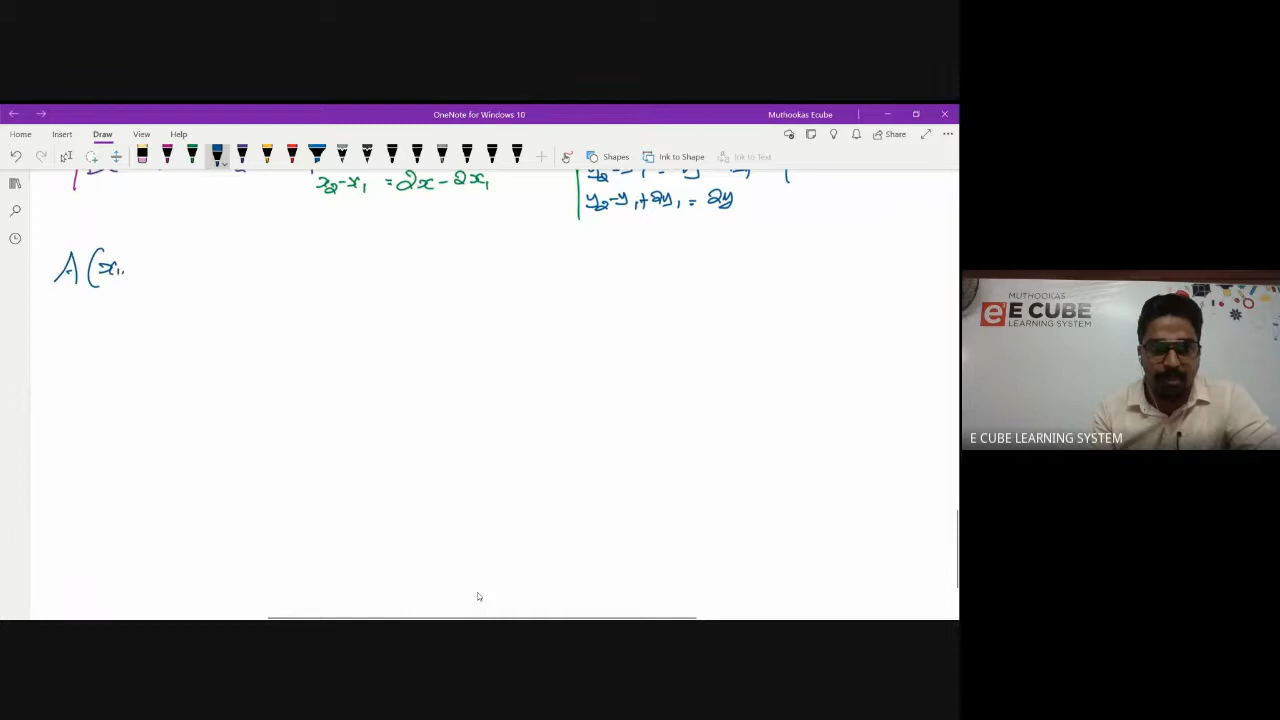 OneNote for Windows 10
Muthookas Ecube
Home Insert Draw View Help
Share
Shapes Ink to Shape Ink to Text
x₂-x₁ = 2x-2x₁
y₂-y₁+2y₁ = 2y
A(x₁,
MUTHOOKAS
e E CUBE
LEARNING SYSTEM
E CUBE LEARNING SYSTEM